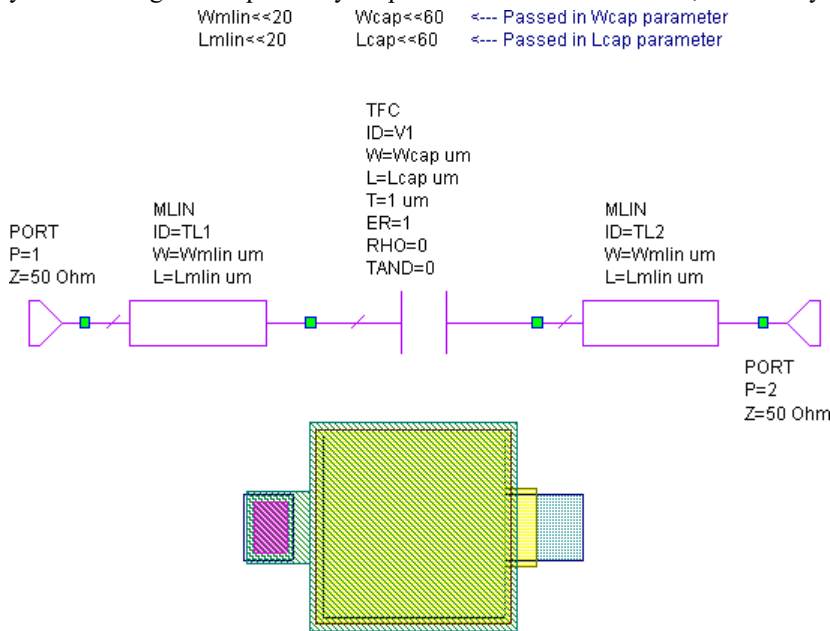 Wmlin<<20 Wcap<<60 <--- Passed in Wcap parameter
Lmlin<<20 Lcap<<60 <--- Passed in Lcap parameter
TFC
ID=V1
W=Wcap um
L=Lcap um
T=1 um
ER=1
RHO=0
TAND=0
PORT
P=1
Z=50 Ohm
MLIN
ID=TL1
W=Wmlin um
L=Lmlin um
MLIN
ID=TL2
W=Wmlin um
L=Lmlin um
PORT
P=2
Z=50 Ohm